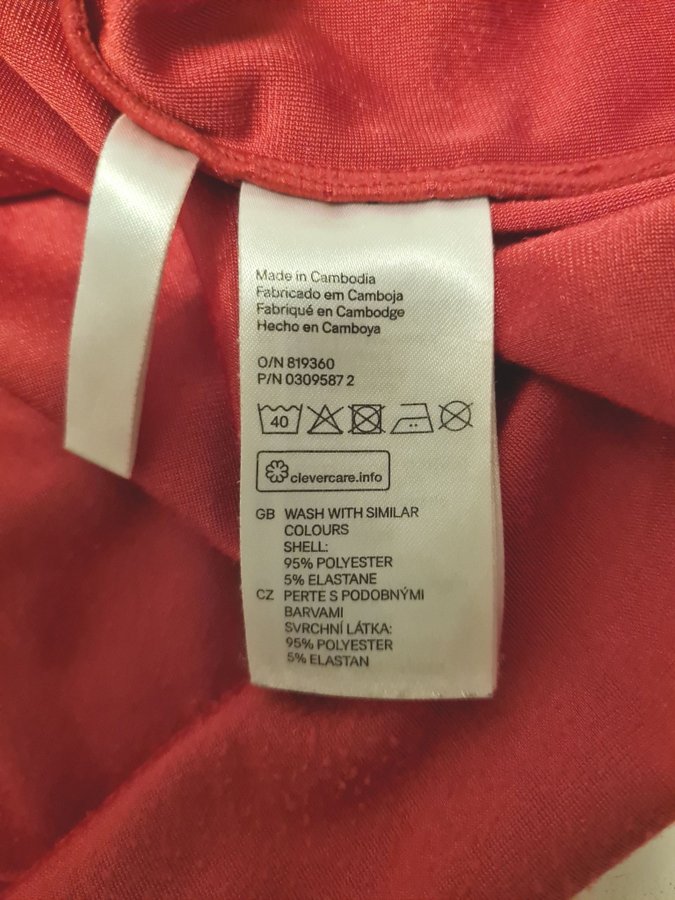 Made in Cambodia
Fabricado em Camboja
Fabriqué en Cambodge
Hecho en Camboya
O/N 819360
P/N 0309587 2
40
clevercare.info
GB WASH WITH SIMILAR
COLOURS
SHELL:
95% POLYESTER
5% ELASTANE
CZ PERTE S PODOBNÝMI
BARVAMI
SVRCHNÍ LÁTKA:
95% POLYESTER
5% ELASTAN